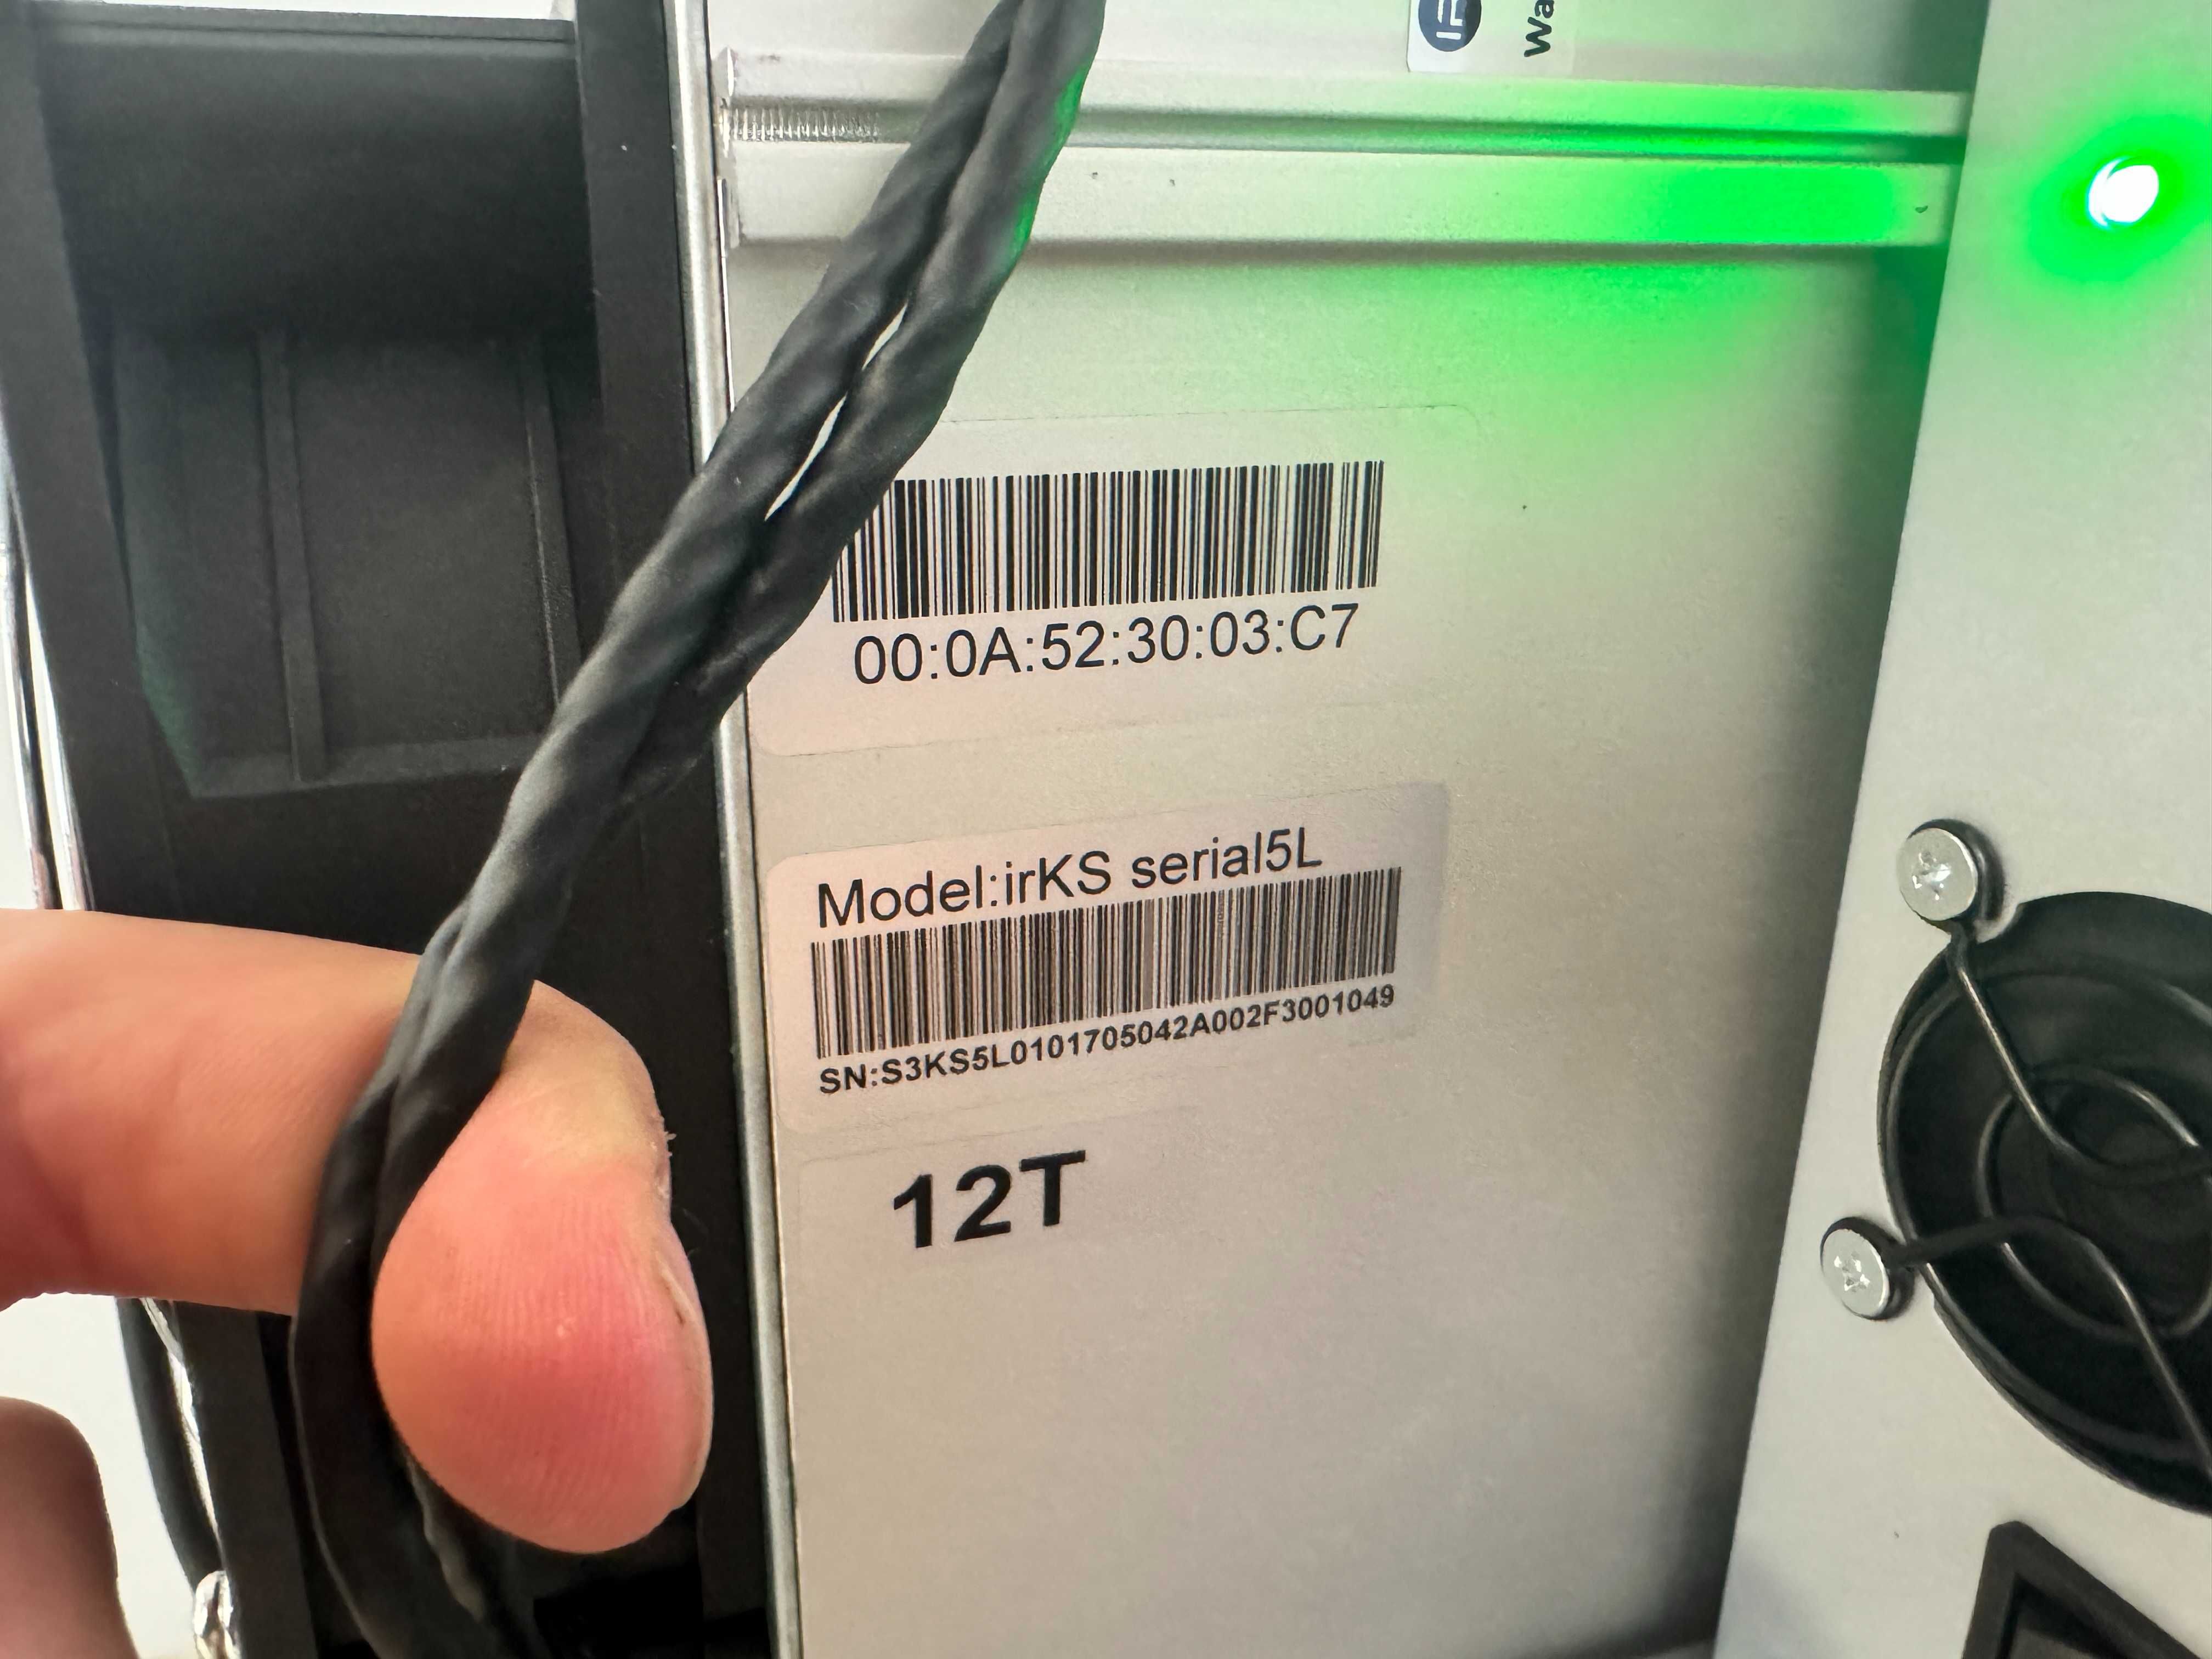 00:0A:52:30:03:C7
Model:irKS serial5L
SN:S3KS5L0101705042A002F3001049
12T